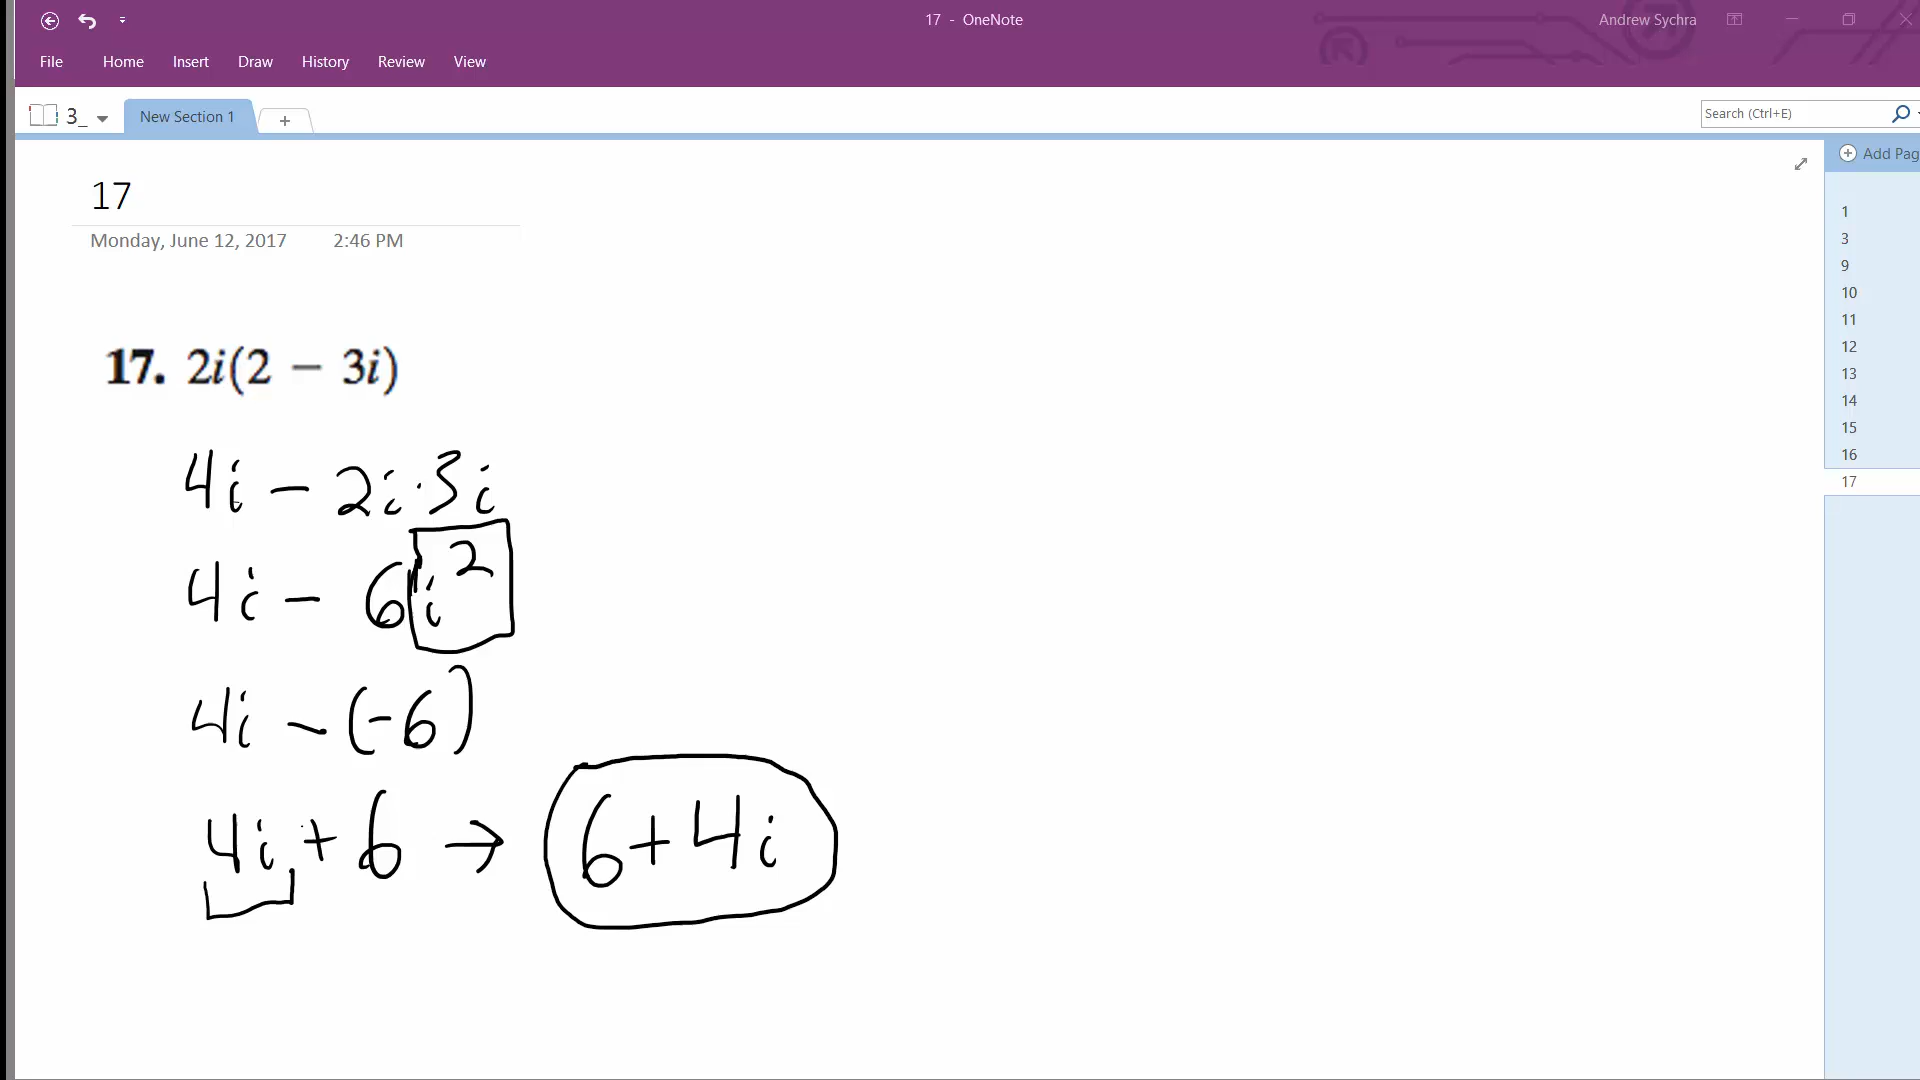 17 - OneNote
Andrew Sychra
File Home Insert Draw History Review View
3_ New Section 1 +
Search (Ctrl+E)
Add Pag
17
Monday, June 12, 2017 2:46 PM
17. 2i(2 − 3i)
4i − 2i·3i
4i − 6i²
4i − (-6)
4i + 6 → 6 + 4i
1
3
9
10
11
12
13
14
15
16
17